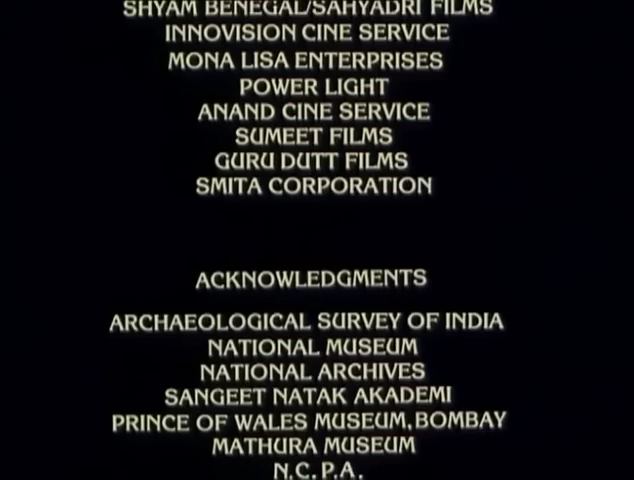 SHYAM BENEGAL/SAHYADRI FILMS
INNOVISION CINE SERVICE
MONA LISA ENTERPRISES
POWER LIGHT
ANAND CINE SERVICE
SUMEET FILMS
GURU DUTT FILMS
SMITA CORPORATION
ACKNOWLEDGMENTS
ARCHAEOLOGICAL SURVEY OF INDIA
NATIONAL MUSEUM
NATIONAL ARCHIVES
SANGEET NATAK AKADEMI
PRINCE OF WALES MUSEUM, BOMBAY
MATHURA MUSEUM
N.C.P.A.